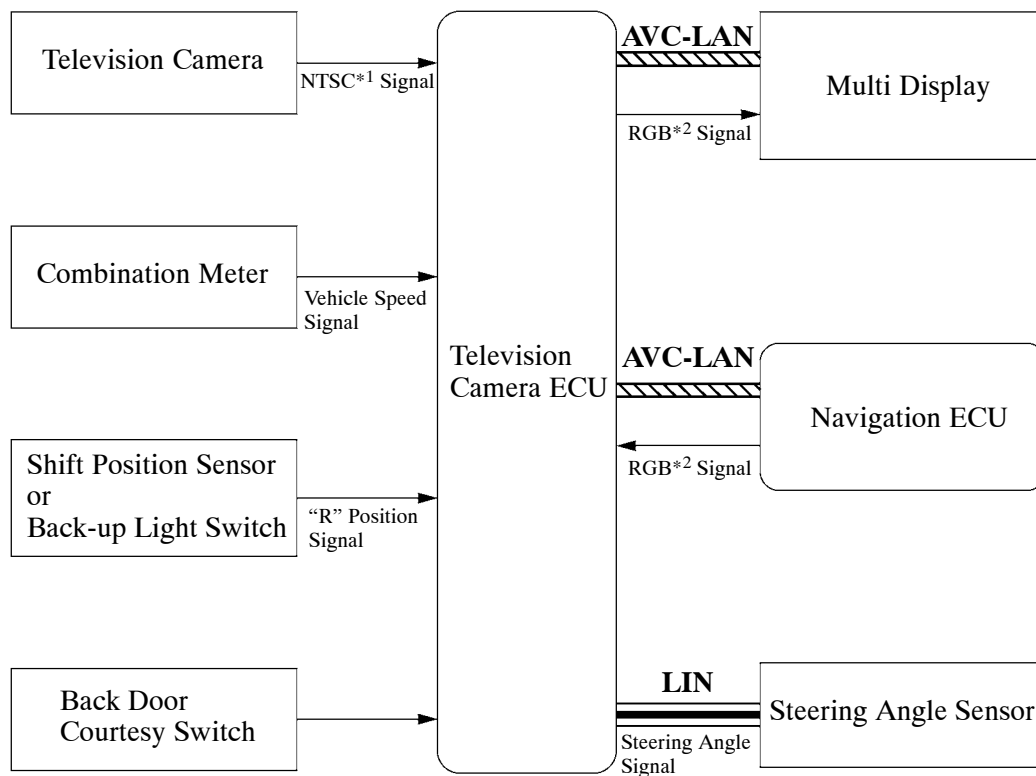 Television Camera
NTSC*1 Signal
Combination Meter
Vehicle Speed
Signal
Shift Position Sensor
or
Back-up Light Switch
“R” Position
Signal
Back Door
Courtesy Switch
Television
Camera ECU
AVC-LAN
RGB*2 Signal
Multi Display
AVC-LAN
RGB*2 Signal
Navigation ECU
LIN
Steering Angle
Signal
Steering Angle Sensor